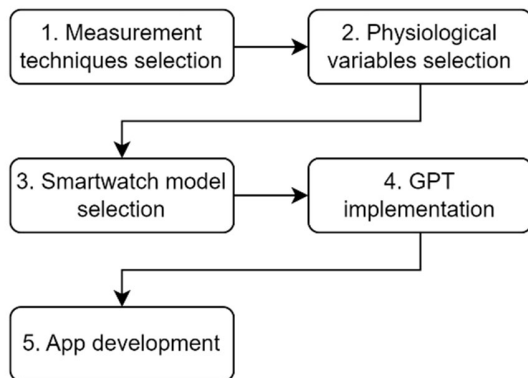 1. Measurement
techniques selection
2. Physiological
variables selection
3. Smartwatch model
selection
4. GPT
implementation
5. App development